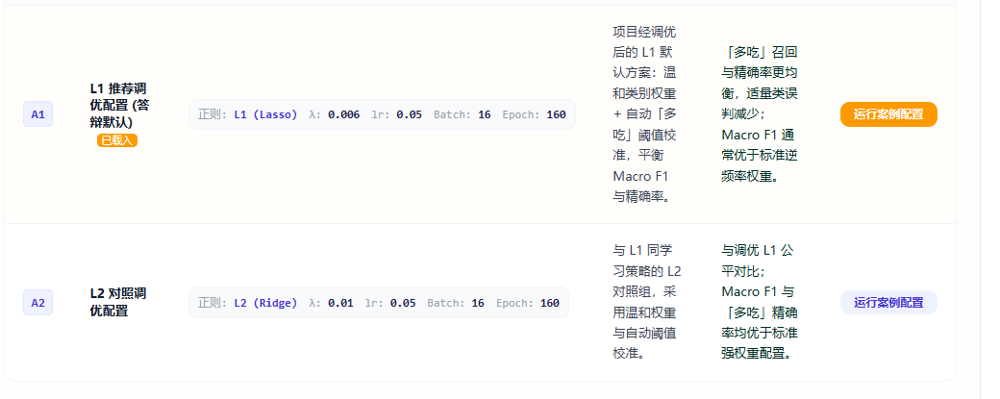 A1
L1 推荐调
优配置 (答
辩默认)
已载入
正则: L1 (Lasso) λ: 0.006 lr: 0.05 Batch: 16 Epoch: 160
项目经调优
后的 L1 默
认方案：温
和类别权重
+ 自动「多
吃」阈值校
准，平衡
Macro F1
与精确率。
「多吃」召回
与精确率更均
衡，适量类误
判减少；
Macro F1 通
常优于标准逆
频率权重。
运行案例配置
A2
L2 对照调
优配置
正则: L2 (Ridge) λ: 0.01 lr: 0.05 Batch: 16 Epoch: 160
与 L1 同学
习策略的 L2
对照组，采
用温和权重
与自动阈值
校准。
与调优 L1 公
平对比；
Macro F1 与
「多吃」精确
率均优于标准
强权重配置。
运行案例配置